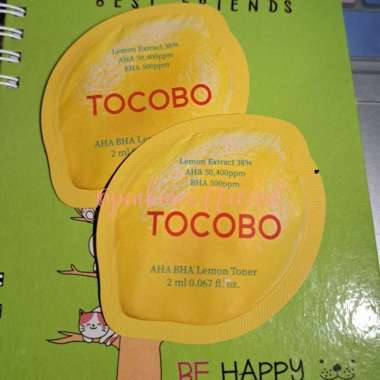 BEST FRIENDS
Lemon Extract 38%
AHA 50,400ppm
BHA 500ppm
TOCOBO
AHA BHA Lem
2 ml
Lemon Extract 38%
AHA 50,400ppm
BHA 500ppm
TOCOBO
AHA BHA Lemon Toner
2 ml 0.067 fl. oz.
BE HAPPY